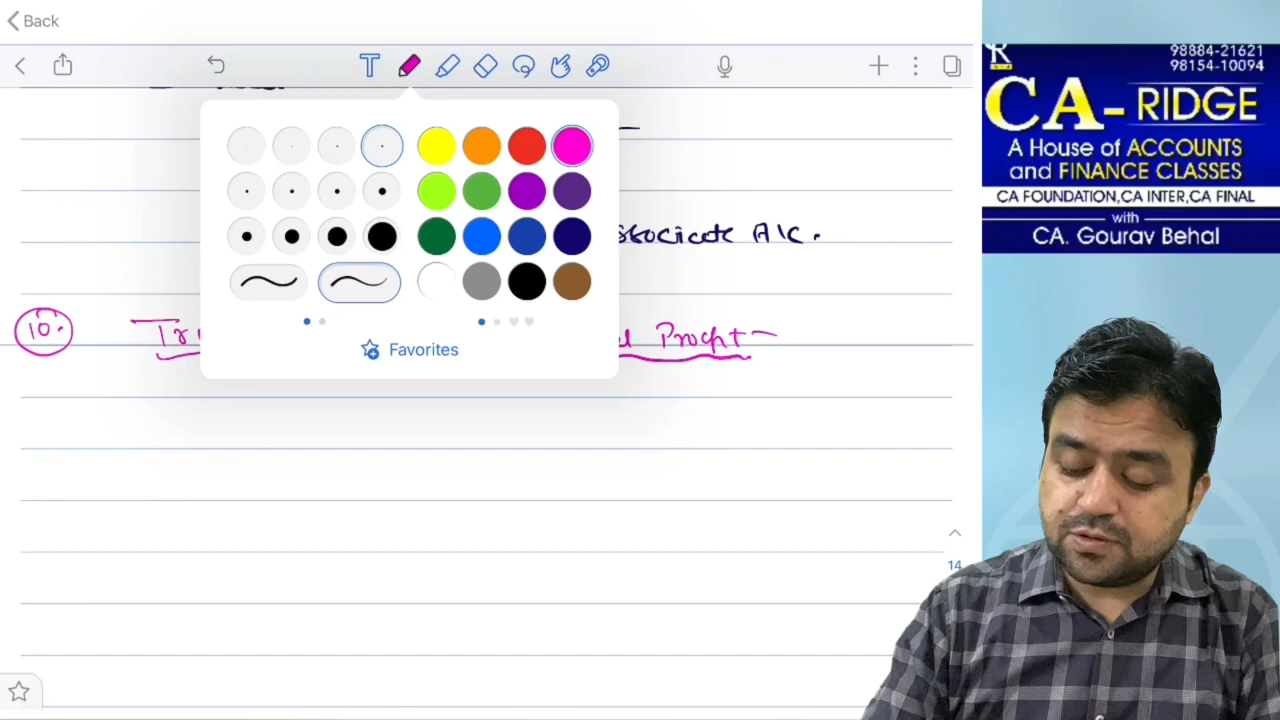 Back
T
98884-21621
98154-10094
R
CA-RIDGE
A House of ACCOUNTS
and FINANCE CLASSES
CA FOUNDATION,CA INTER,CA FINAL
with
CA. Gourav Behal
Associate A/c.
10.
Profit
Favorites
14